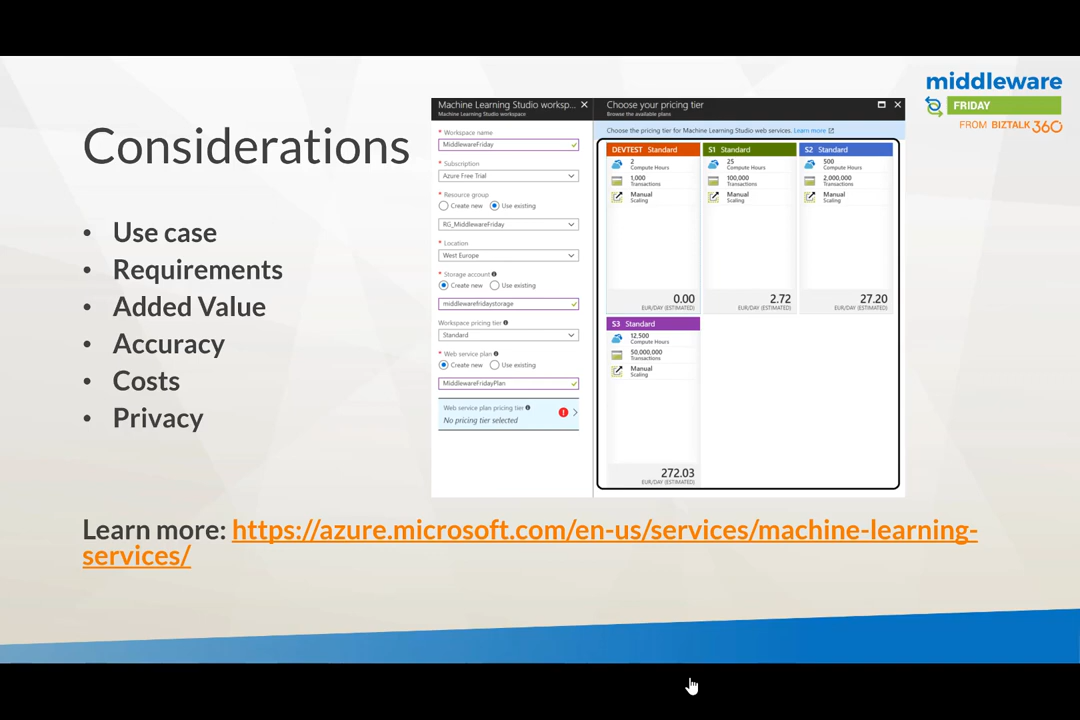 middleware
FRIDAY
FROM BIZTALK360
Considerations
• Use case
• Requirements
• Added Value
• Accuracy
• Costs
• Privacy
Machine Learning Studio worksp...
Machine Learning Studio workspace
* Workspace name
MiddlewareFriday
* Subscription
Azure Free Trial
* Resource group
Create new Use existing
RG_MiddlewareFriday
* Location
West Europe
* Storage account
Create new Use existing
middlewarefridaystorage
Workspace pricing tier
Standard
* Web service plan
Create new Use existing
MiddlewareFridayPlan
Web service plan pricing tier
No pricing tier selected
Choose your pricing tier
Browse the available plans
Choose the pricing tier for Machine Learning Studio web services. Learn more
DEVTEST Standard
2
Compute Hours
1,000
Transactions
Manual
Scaling
0.00
EUR/DAY (ESTIMATED)
S1 Standard
25
Compute Hours
100,000
Transactions
Manual
Scaling
2.72
EUR/DAY (ESTIMATED)
S2 Standard
500
Compute Hours
2,000,000
Transactions
Manual
Scaling
27.20
EUR/DAY (ESTIMATED)
S3 Standard
12,500
Compute Hours
50,000,000
Transactions
Manual
Scaling
272.03
EUR/DAY (ESTIMATED)
Learn more: https://azure.microsoft.com/en-us/services/machine-learning-
services/